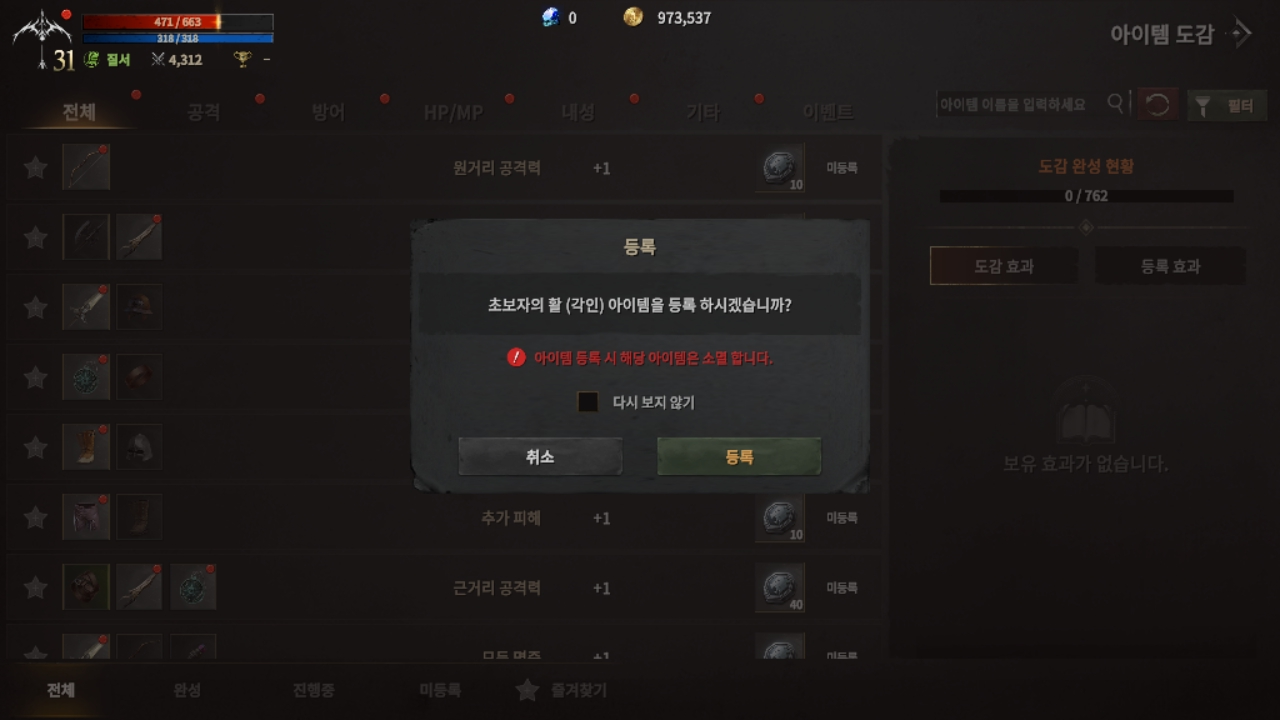 471 / 663
318 / 318
31 질서 4,312 -
0 973,537
아이템 도감
전체 공격 방어 HP/MP 내성 기타 이벤트
아이템 이름을 입력하세요
필터
원거리 공격력 +1 10 미등록
도감 완성 현황
0 / 762
도감 효과 등록 효과
보유 효과가 없습니다.
등록
초보자의 활 (각인) 아이템을 등록 하시겠습니까?
아이템 등록 시 해당 아이템은 소멸 합니다.
다시 보지 않기
취소 등록
추가 피해 +1 10 미등록
근거리 공격력 +1 40 미등록
모든 명중 +1 미등록
전체 완성 진행중 미등록 즐겨찾기